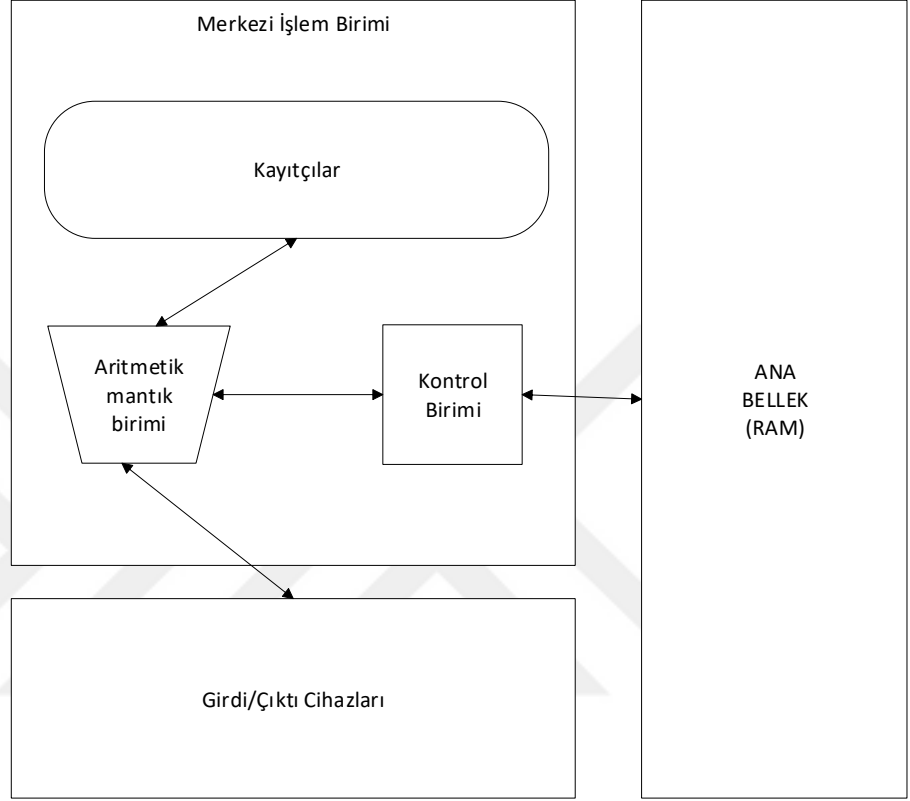 Merkezi İşlem Birimi
Kayıtçılar
Aritmetik
mantık
birimi
Kontrol
Birimi
ANA
BELLEK
(RAM)
Girdi/Çıktı Cihazları